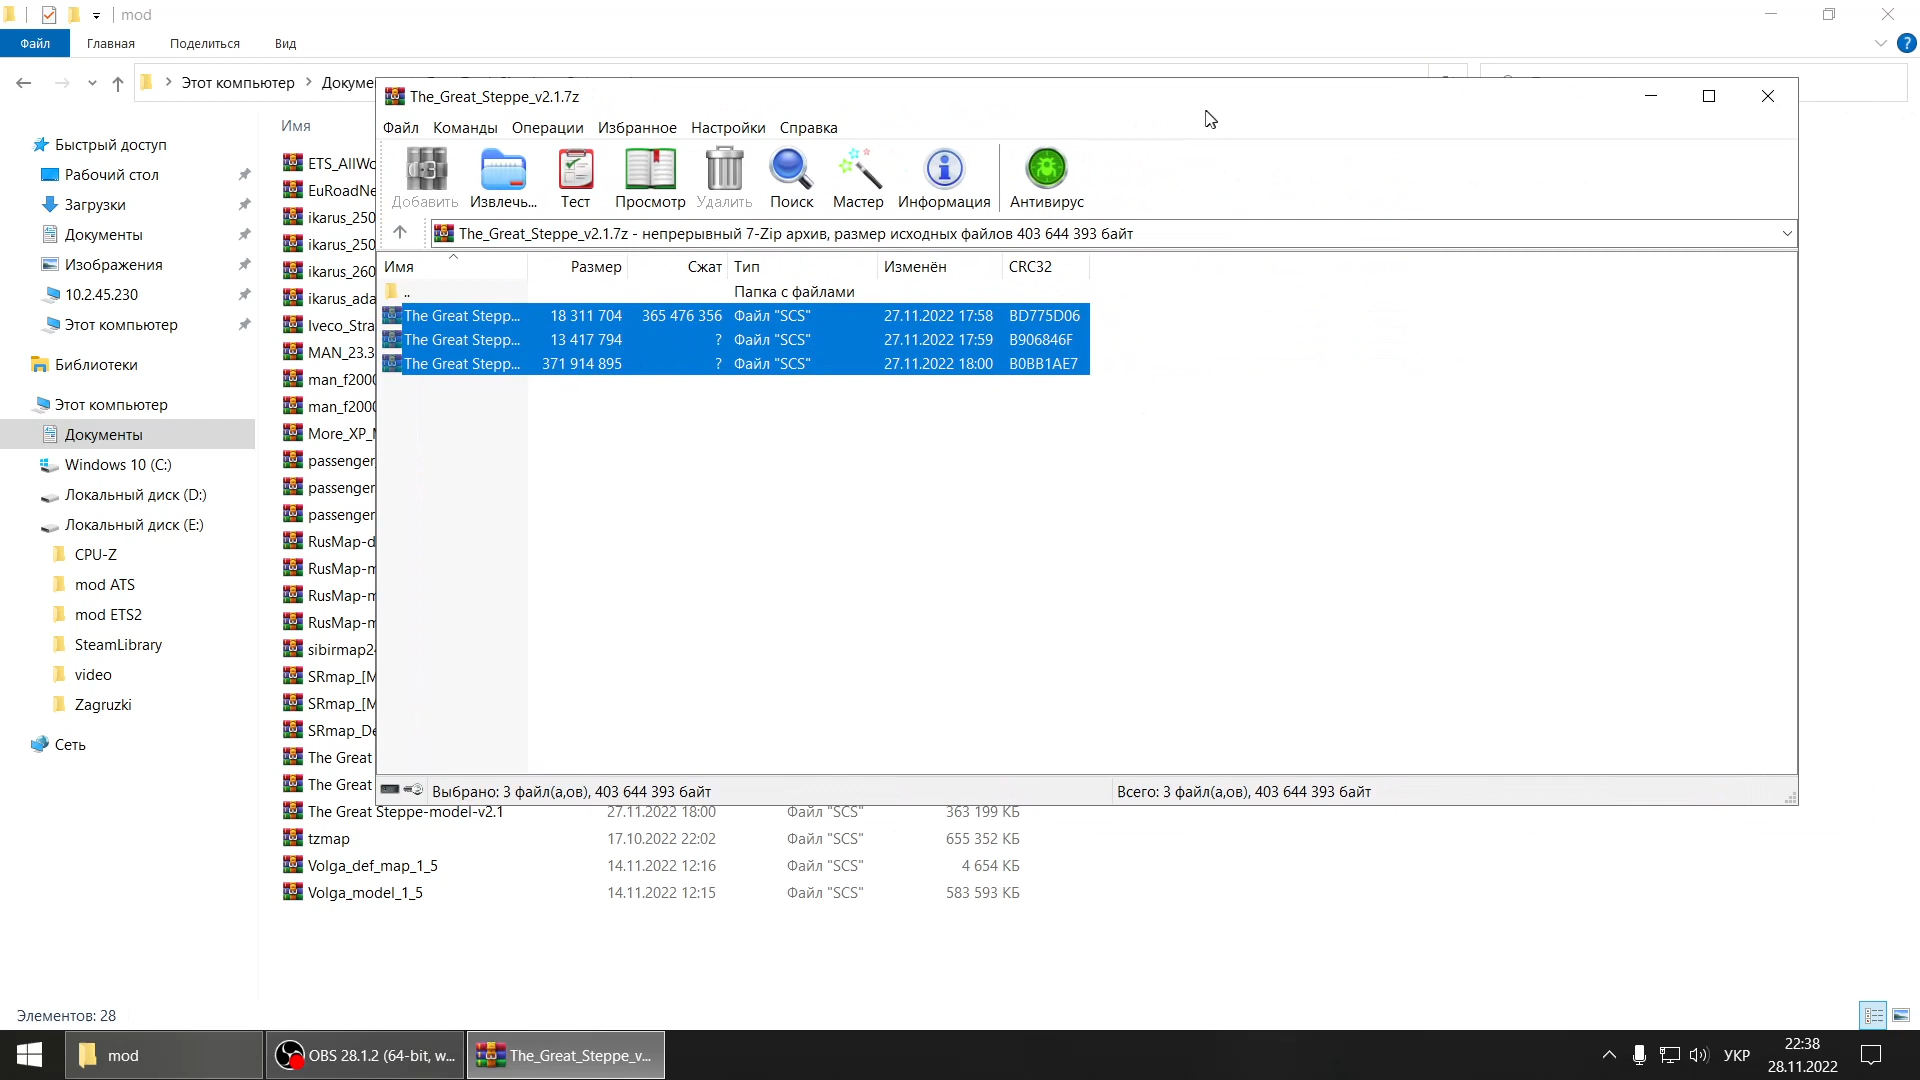 mod
Файл
Главная
Поделиться
Вид
Этот компьютер
Имя
Быстрый доступ
Рабочий стол
Загрузки
Документы
Изображения
10.2.45.230
Этот компьютер
Библиотеки
Этот компьютер
Документы
Windows 10 (C:)
Локальный диск (D:)
Локальный диск (E:)
CPU-Z
mod ATS
mod ETS2
SteamLibrary
video
Zagruzki
Сеть
ETS_AllWo
EuRoadNe
ikarus_250
ikarus_250
ikarus_260
ikarus_ada
Iveco_Stra
MAN_23.3
man_f2000
man_f2000
More_XP_
passenger
passenger
passenger
RusMap-d
RusMap-m
RusMap-m
RusMap-m
sibirmap2
SRmap_[M
SRmap_[M
SRmap_De
The Great
The Great
The Great Steppe-model-v2.1 27.11.2022 18:00 Файл "SCS" 363 199 КБ
tzmap 17.10.2022 22:02 Файл "SCS" 655 352 КБ
Volga_def_map_1_5 14.11.2022 12:16 Файл "SCS" 4 654 КБ
Volga_model_1_5 14.11.2022 12:15 Файл "SCS" 583 593 КБ
The_Great_Steppe_v2.1.7z
Файл Команды Операции Избранное Настройки Справка
Добавить Извлечь... Тест Просмотр Удалить Поиск Мастер Информация Антивирус
The_Great_Steppe_v2.1.7z - непрерывный 7-Zip архив, размер исходных файлов 403 644 393 байт
Имя Размер Сжат Тип Изменён CRC32
.. Папка с файлами
The Great Stepp... 18 311 704 365 476 356 Файл "SCS" 27.11.2022 17:58 BD775D06
The Great Stepp... 13 417 794 ? Файл "SCS" 27.11.2022 17:59 B906846F
The Great Stepp... 371 914 895 ? Файл "SCS" 27.11.2022 18:00 B0BB1AE7
Выбрано: 3 файл(а,ов), 403 644 393 байт
Всего: 3 файл(а,ов), 403 644 393 байт
Элементов: 28
mod
OBS 28.1.2 (64-bit, w...
The_Great_Steppe_v...
УКР
22:38
28.11.2022